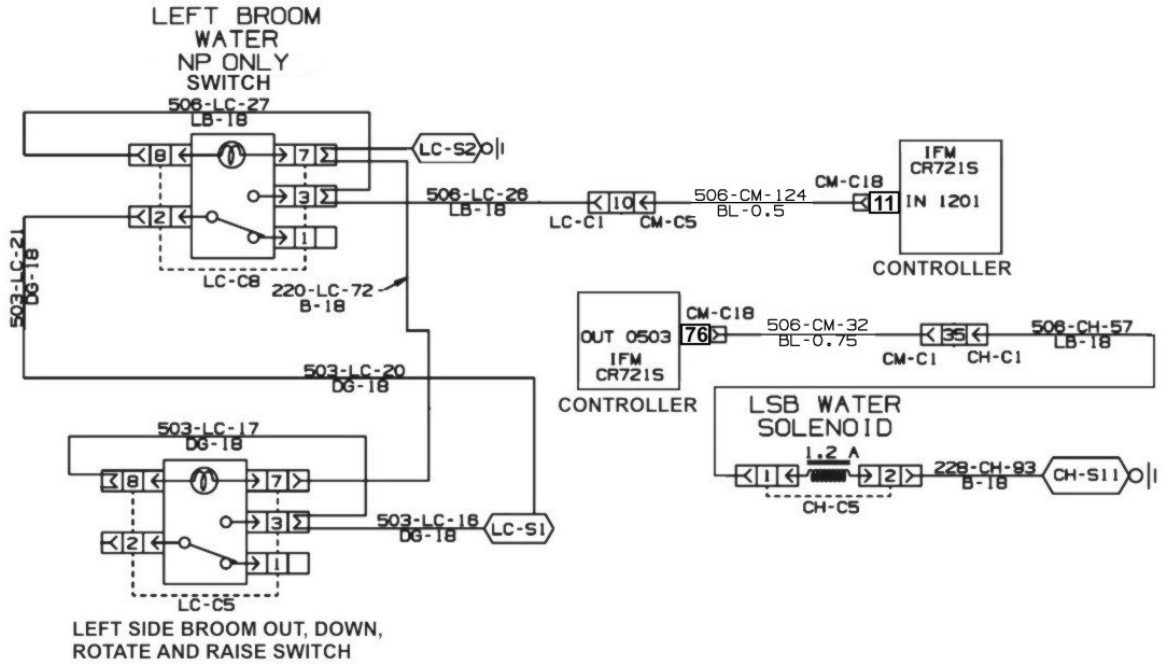 LEFT BROOM
WATER
NP ONLY
SWITCH
506-LC-27
LB-18
8
7
LC-S2
3
2
1
LC-C8
506-LC-26
LB-18
10
LC-C1
CM-C5
506-CM-124
BL-0.5
CM-C18
11
IFM
CR721S
IN 1201
CONTROLLER
503-LC-21
DG-18
220-LC-72
B-18
503-LC-20
DG-18
OUT 0503
IFM
CR721S
CONTROLLER
CM-C18
76
506-CM-32
BL-0.75
35
CM-C1
CH-C1
506-CH-57
LB-18
LSB WATER
SOLENOID
1.2 A
1
2
CH-C5
228-CH-93
B-18
CH-S11
503-LC-17
DG-18
8
7
3
2
1
503-LC-16
DG-18
LC-S1
LC-C5
LEFT SIDE BROOM OUT, DOWN,
ROTATE AND RAISE SWITCH